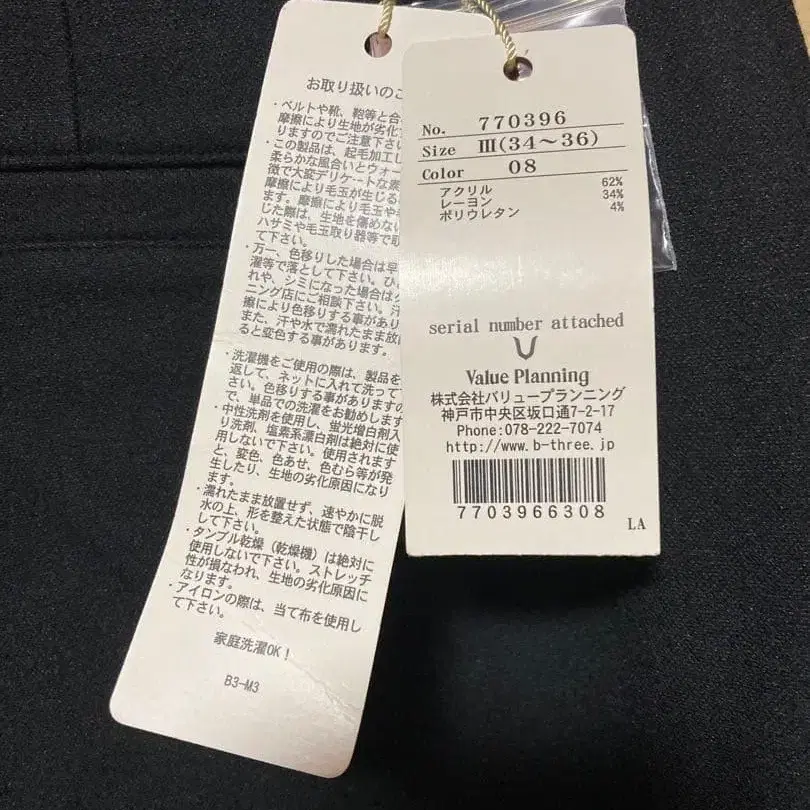 お取り扱いのご
・ベルトや靴、鞄等と合
摩擦により生地が劣化
りますのでご注意下さい
・この製品は、起毛加工し
柔らかな風合いとウォー
徴で大変デリケートな素
摩擦により毛玉が生じる
ます。摩擦により毛玉や
じた際は、生地を傷めない
ハサミや毛玉取り器等で取
て下さい。
・万一、色移りした場合は早
濯等で落として下さい。ひ
れや、シミになった場合はク
ニング店にご相談下さい。汗
擦により色移りする事があり
また、汗や水で濡れたまま放
ると変色する事があります。
・洗濯機をご使用の際は、製品を
返して、ネットに入れて洗って
さい。色移りする事がありますの
で、単品での洗濯をお勧めします
・中性洗剤を使用し、蛍光増白剤入
り洗剤、塩素系漂白剤は絶対に使
用しないで下さい。使用されます
と、変色、色あせ、色むら等が発
生したり、生地の劣化原因になり
ます。
・濡れたまま放置せず、速やかに脱
水の上、形を整えた状態で陰干し
して下さい。
・タンブル乾燥（乾燥機）は絶対に
使用しないで下さい。ストレッチ
性が損なわれ、生地の劣化原因に
なります。
・アイロンの際は、当て布を使用し
て下さい。
家庭洗濯OK！
B3-M3
No. 770396
Size Ⅲ(34～36)
Color 08
アクリル 62%
レーヨン 34%
ポリウレタン 4%
serial number attached
Value Planning
株式会社バリュープランニング
神戸市中央区坂口通7-2-17
Phone:078-222-7074
http://www.b-three.jp
7703966308
LA